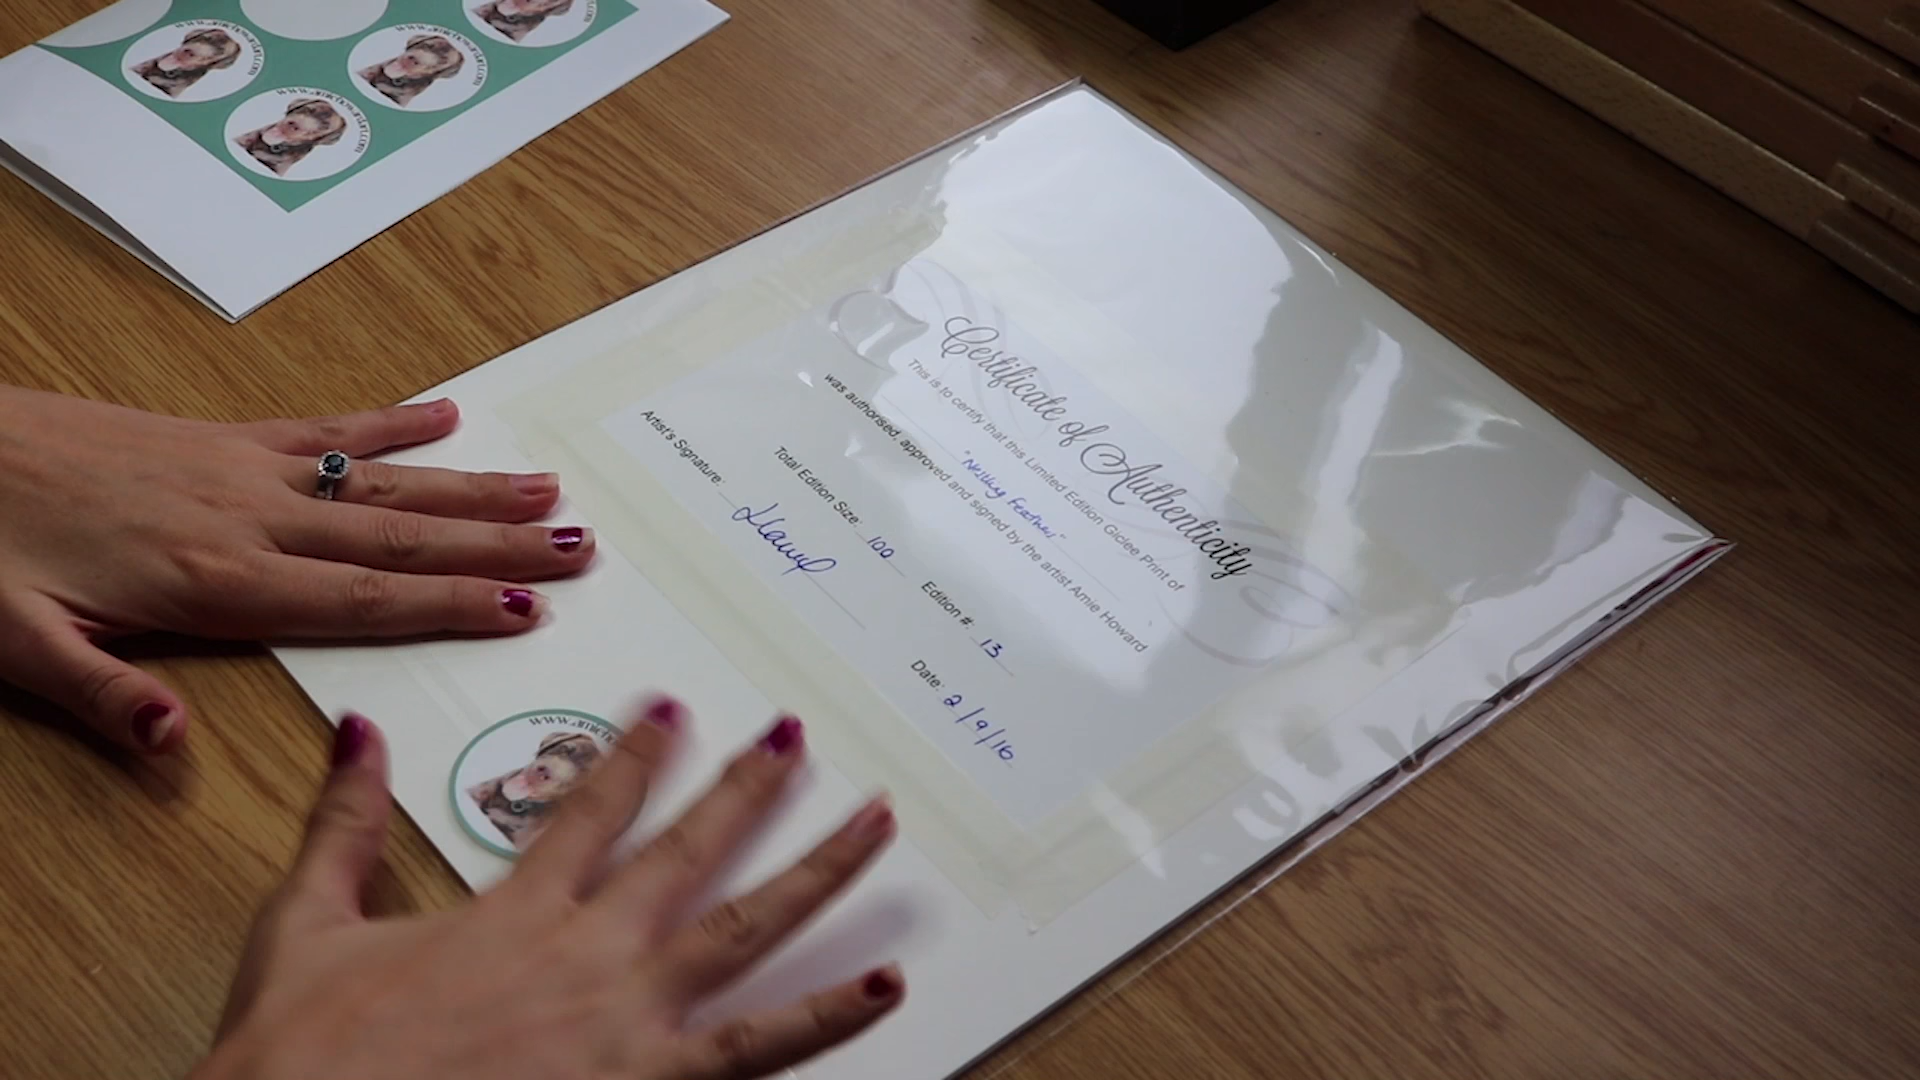 Certificate of Authenticity
This is to certify that this Limited Edition Giclee Print of
"Nestling Feathers"
was authorised, approved and signed by the artist Amie Howard
Total Edition Size: 100 Edition #: 13
Artist's Signature: Date: 2/9/16